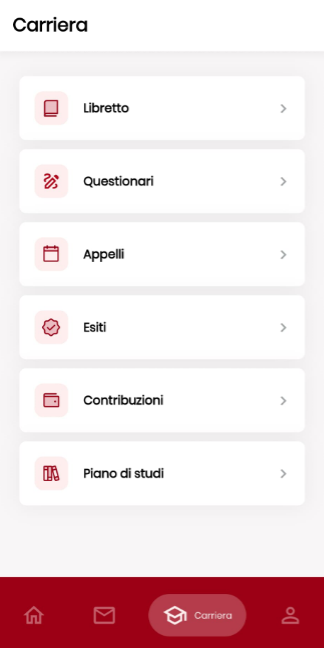 Carriera
Libretto
Questionari
Appelli
Esiti
Contribuzioni
Piano di studi
Carriera